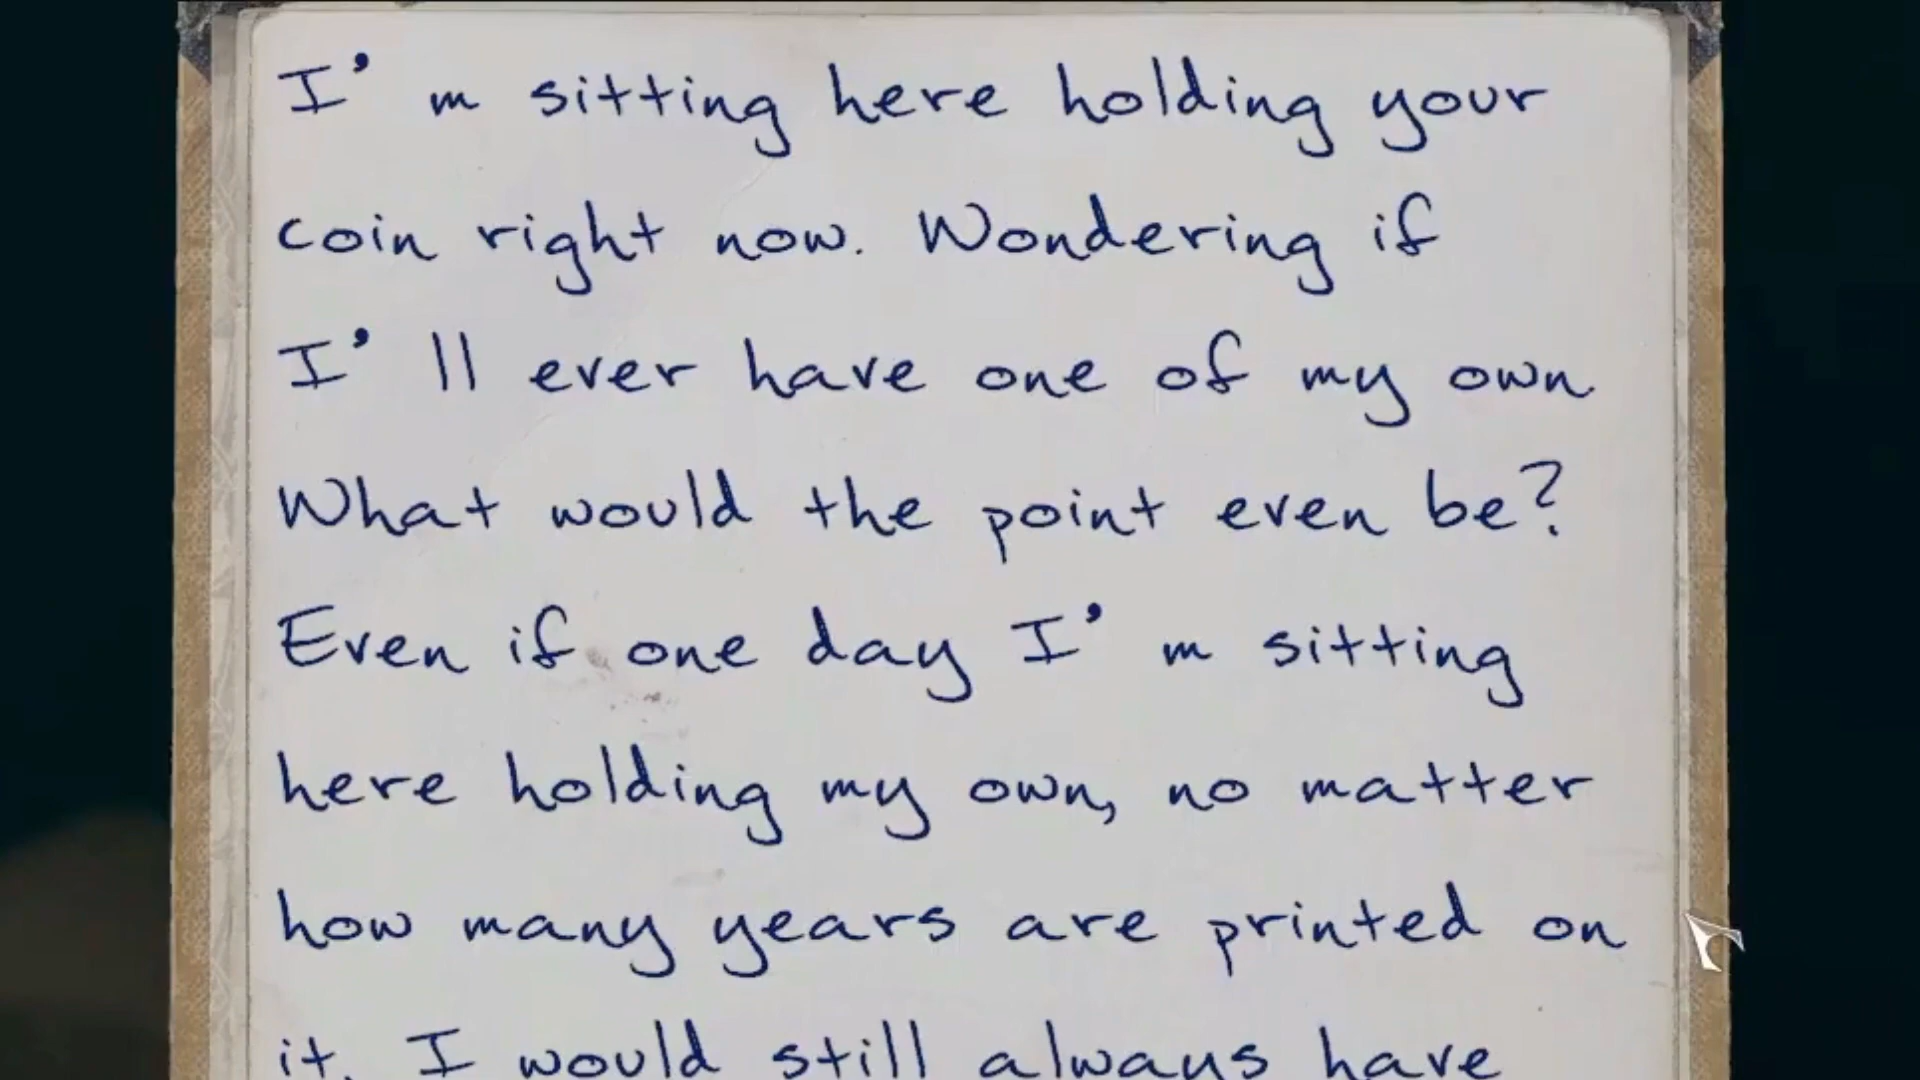 I' m sitting here holding your
coin right now. Wondering if
I' ll ever have one of my own.
What would the point even be?
Even if one day I' m sitting
here holding my own, no matter
how many years are printed on
it. I would still always have